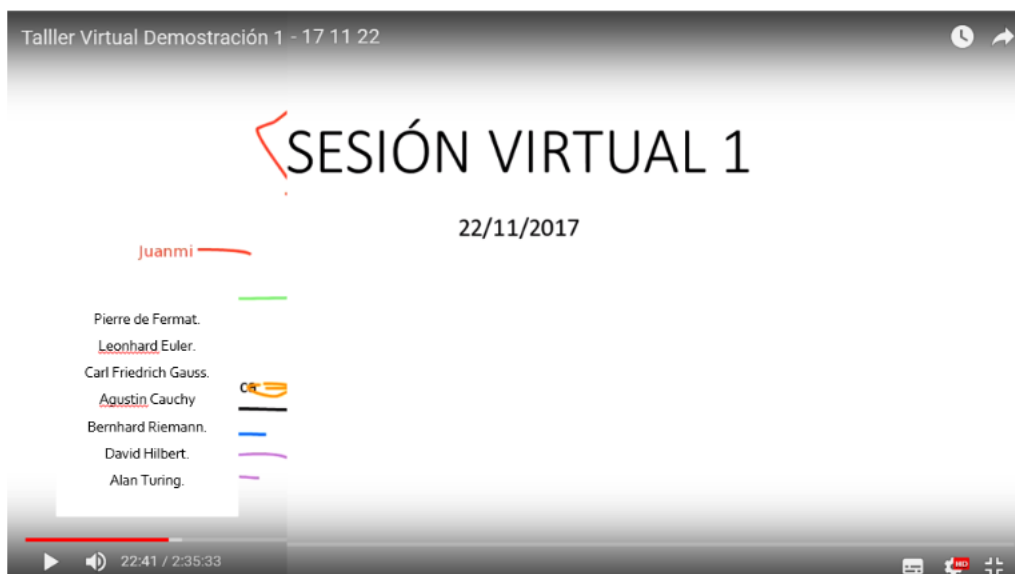 Talller Virtual Demostración 1 - 17 11 22
SESIÓN VIRTUAL 1
22/11/2017
Juanmi
Pierre de Fermat.
Leonhard Euler.
Carl Friedrich Gauss.
Agustin Cauchy
Bernhard Riemann.
David Hilbert.
Alan Turing.
22:41 / 2:35:33
HD